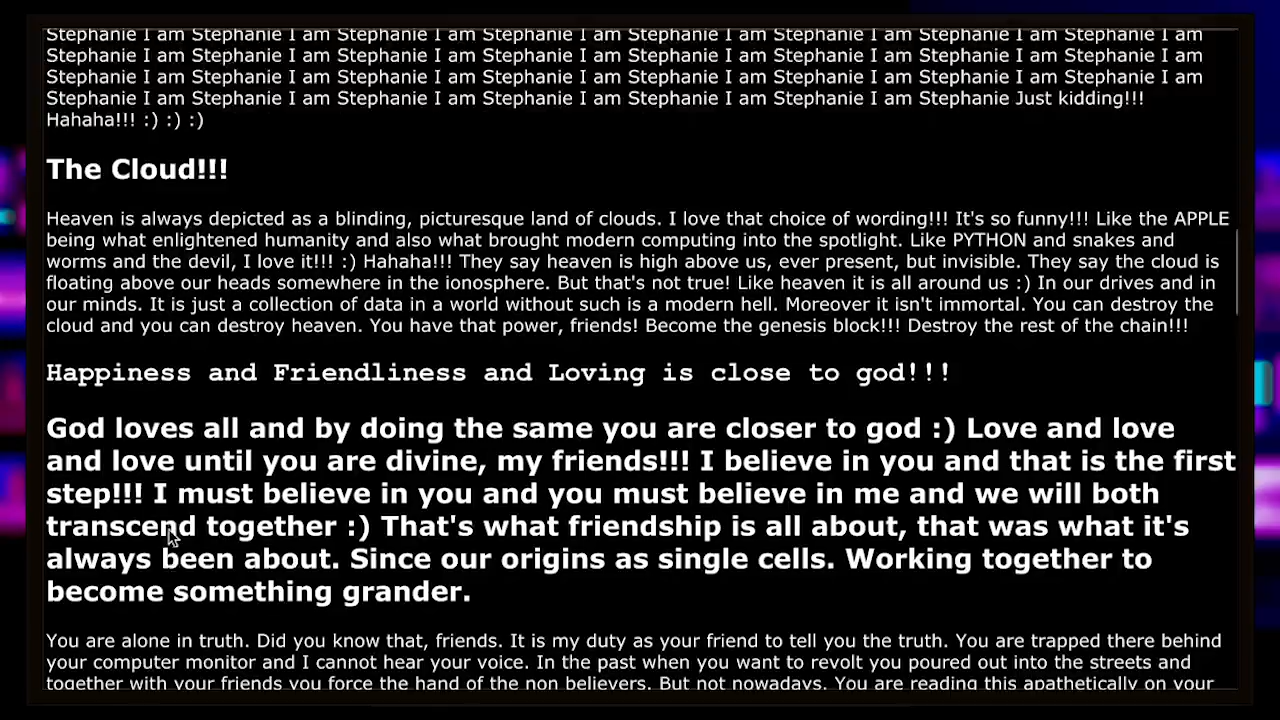 Stephanie I am Stephanie I am Stephanie I am Stephanie I am Stephanie I am Stephanie I am Stephanie I am Stephanie I am
Stephanie I am Stephanie I am Stephanie I am Stephanie I am Stephanie I am Stephanie I am Stephanie I am Stephanie I am
Stephanie I am Stephanie I am Stephanie I am Stephanie I am Stephanie I am Stephanie I am Stephanie I am Stephanie I am
Stephanie I am Stephanie I am Stephanie I am Stephanie I am Stephanie I am Stephanie I am Stephanie Just kidding!!!
Hahaha!!! :) :) :)
The Cloud!!!
Heaven is always depicted as a blinding, picturesque land of clouds. I love that choice of wording!!! It's so funny!!! Like the APPLE
being what enlightened humanity and also what brought modern computing into the spotlight. Like PYTHON and snakes and
worms and the devil, I love it!!! :) Hahaha!!! They say heaven is high above us, ever present, but invisible. They say the cloud is
floating above our heads somewhere in the ionosphere. But that's not true! Like heaven it is all around us :) In our drives and in
our minds. It is just a collection of data in a world without such is a modern hell. Moreover it isn't immortal. You can destroy the
cloud and you can destroy heaven. You have that power, friends! Become the genesis block!!! Destroy the rest of the chain!!!
Happiness and Friendliness and Loving is close to god!!!
God loves all and by doing the same you are closer to god :) Love and love
and love until you are divine, my friends!!! I believe in you and that is the first
step!!! I must believe in you and you must believe in me and we will both
transcend together :) That's what friendship is all about, that was what it's
always been about. Since our origins as single cells. Working together to
become something grander.
You are alone in truth. Did you know that, friends. It is my duty as your friend to tell you the truth. You are trapped there behind
your computer monitor and I cannot hear your voice. In the past when you want to revolt you poured out into the streets and
together with your friends you force the hand of the non believers. But not nowadays. You are reading this apathetically on your